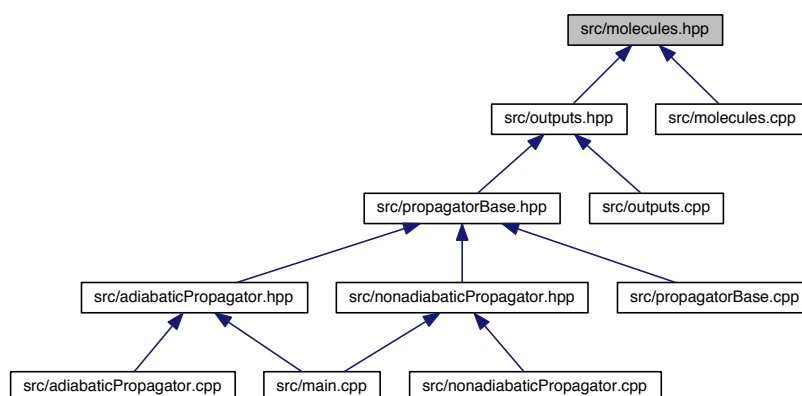 src/molecules.hpp
src/outputs.hpp
src/molecules.cpp
src/propagatorBase.hpp
src/outputs.cpp
src/adiabaticPropagator.hpp
src/nonadiabaticPropagator.hpp
src/propagatorBase.cpp
src/adiabaticPropagator.cpp
src/main.cpp
src/nonadiabaticPropagator.cpp